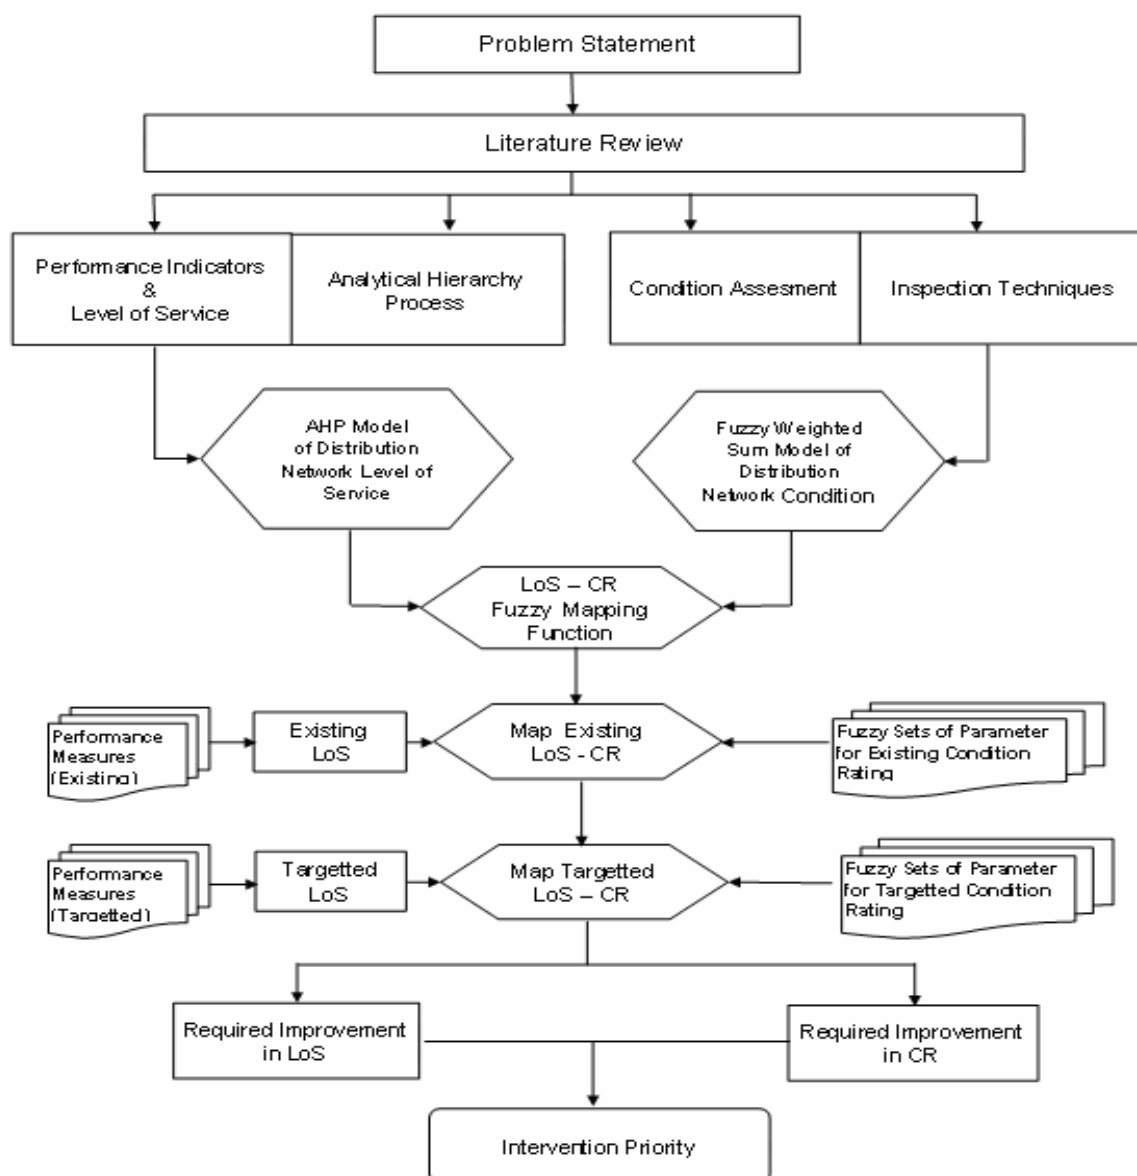 Problem Statement
Literature Review
Performance Indicators
&
Level of Service
Analytical Hierarchy
Process
Condition Assesment
Inspection Techniques
AHP Model
of Distribution
Network Level of
Service
Fuzzy Weighted
Sum Model of
Distribution
Network Condition
LoS – CR
Fuzzy Mapping
Function
Performance
Measures
(Existing)
Existing
LoS
Map Existing
LoS - CR
Fuzzy Sets of Parameter
for Existing Condition
Rating
Performance
Measures
(Targetted)
Targetted
LoS
Map Targetted
LoS – CR
Fuzzy Sets of Parameter
for Targetted Condition
Rating
Required Improvement
in LoS
Required Improvement
in CR
Intervention Priority